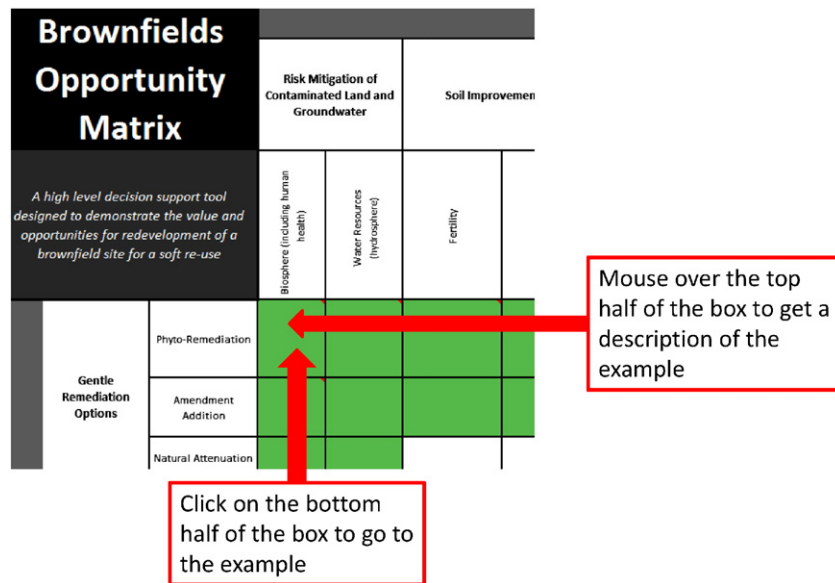 Brownfields
Opportunity
Matrix
A high level decision support tool
designed to demonstrate the value and
opportunities for redevelopment of a
brownfield site for a soft re-use
Risk Mitigation of
Contaminated Land and
Groundwater
Soil Improvemen
Biosphere (including human
health)
Water Resources
(hydrosphere)
Fertility
Gentle
Remediation
Options
Phyto-Remediation
Amendment
Addition
Natural Attenuation
Mouse over the top
half of the box to get a
description of the
example
Click on the bottom
half of the box to go to
the example